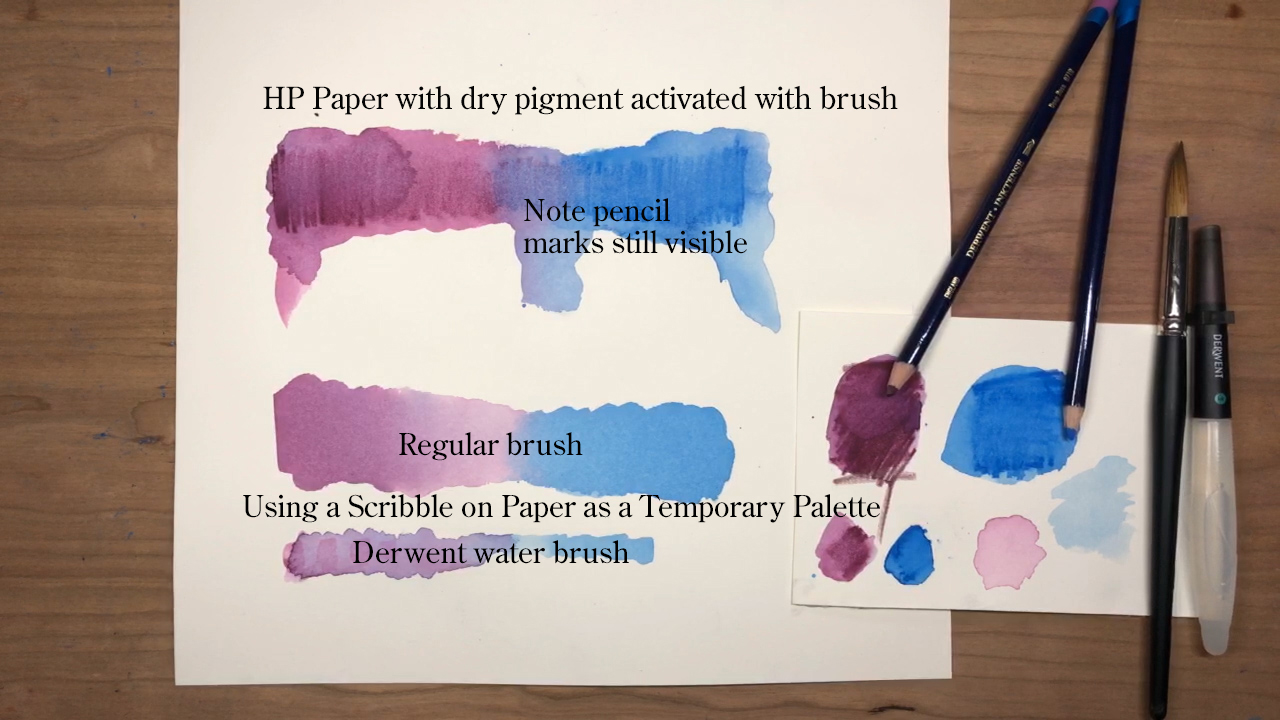 HP Paper with dry pigment activated with brush
Note pencil
marks still visible
Regular brush
Using a Scribble on Paper as a Temporary Palette
Derwent water brush
DERWENT · INKTENSE
ENGLAND
DERWENT